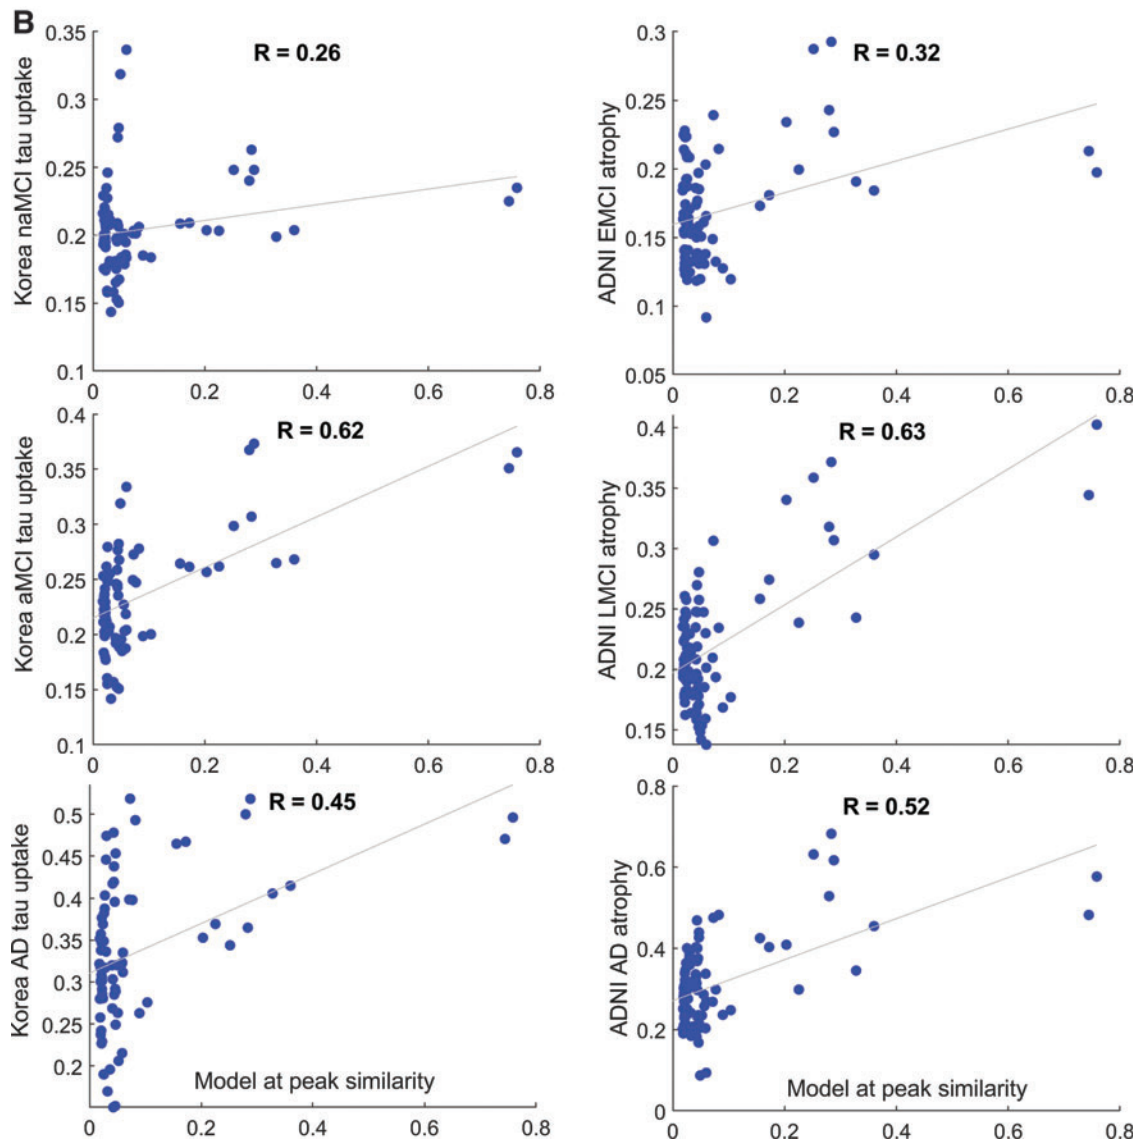 B
R = 0.26
Korea naMCI tau uptake
0.35
0.3
0.25
0.2
0.15
0.1
0 0.2 0.4 0.6 0.8
R = 0.32
ADNI EMCI atrophy
0.3
0.25
0.2
0.15
0.1
0.05
0 0.2 0.4 0.6 0.8
R = 0.62
Korea aMCI tau uptake
0.4
0.35
0.3
0.25
0.2
0.15
0.1
0 0.2 0.4 0.6 0.8
R = 0.63
ADNI LMCI atrophy
0.4
0.35
0.3
0.25
0.2
0.15
0 0.2 0.4 0.6 0.8
R = 0.45
Korea AD tau uptake
0.5
0.45
0.4
0.35
0.3
0.25
0.2
Model at peak similarity
0 0.2 0.4 0.6 0.8
R = 0.52
ADNI AD atrophy
0.8
0.6
0.4
0.2
0
Model at peak similarity
0 0.2 0.4 0.6 0.8